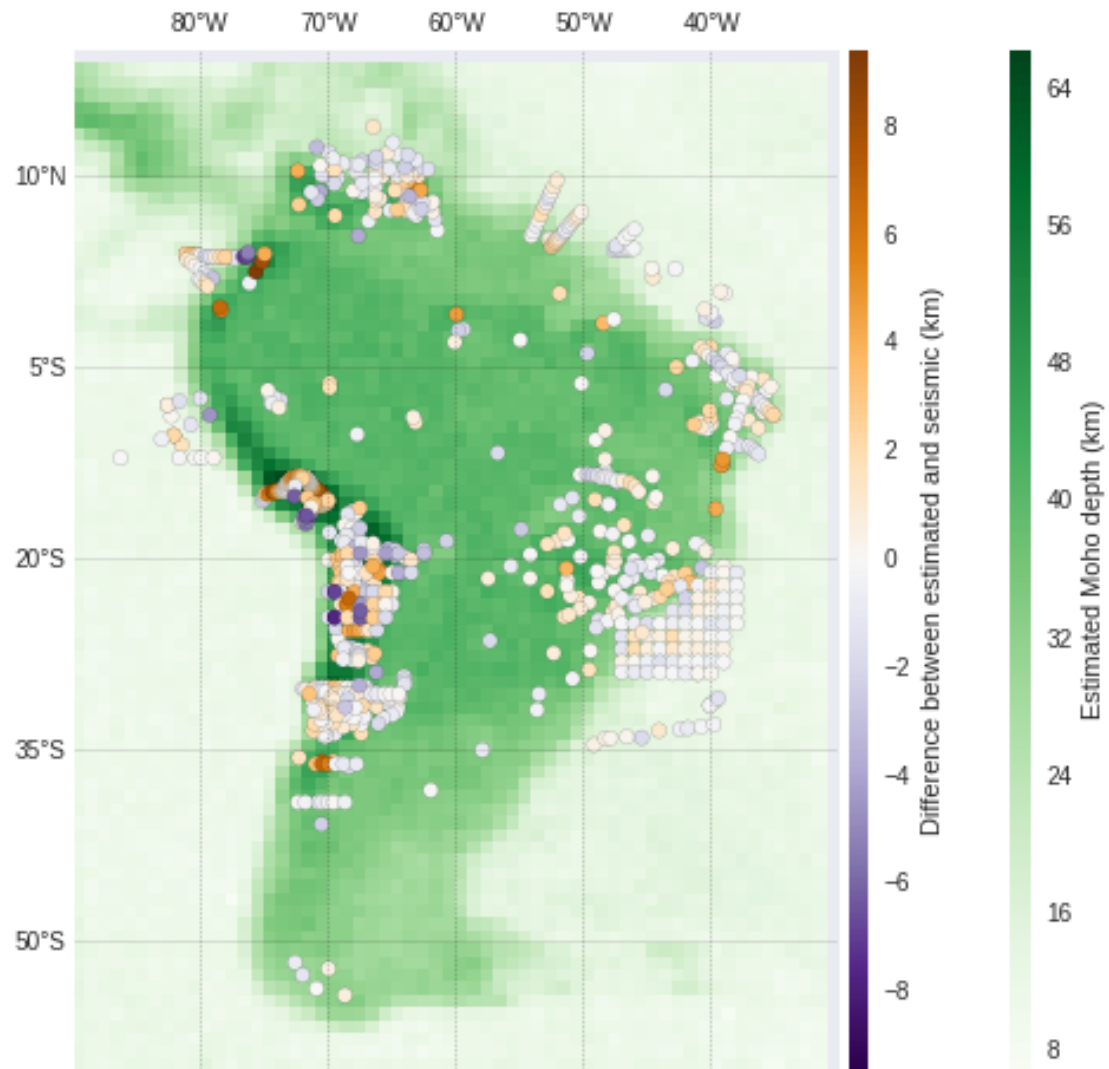 80°W 70°W 60°W 50°W 40°W
10°N
5°S
20°S
35°S
50°S
8
6
4
2
0
−2
−4
−6
−8
Difference between estimated and seismic (km)
64
56
48
40
32
24
16
8
Estimated Moho depth (km)